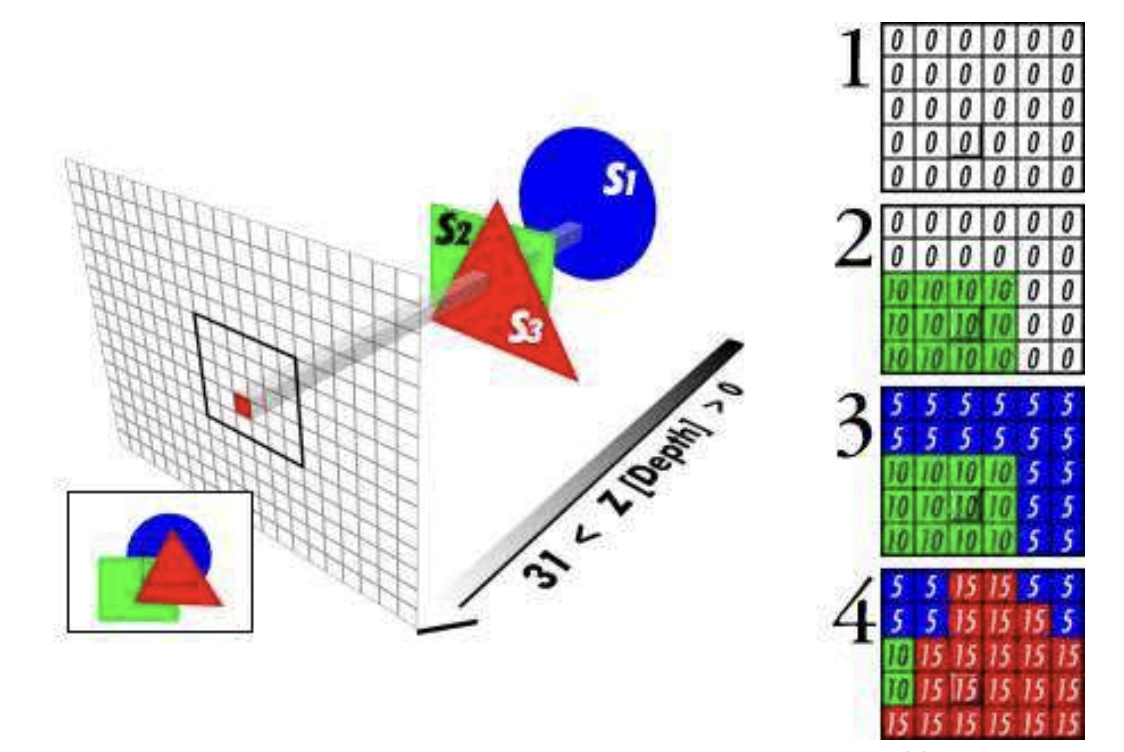 S1
S2
S3
31 < Z [Depth] > 0
1
0 0 0 0 0 0
0 0 0 0 0 0
0 0 0 0 0 0
0 0 0 0 0 0
0 0 0 0 0 0
2
0 0 0 0 0 0
0 0 0 0 0 0
10 10 10 10 0 0
10 10 10 10 0 0
10 10 10 10 0 0
3
5 5 5 5 5 5
5 5 5 5 5 5
10 10 10 10 5 5
10 10 10 10 5 5
10 10 10 10 5 5
4
5 5 15 15 5 5
5 5 15 15 15 5
10 15 15 15 15 15
10 15 15 15 15 15
15 15 15 15 15 15